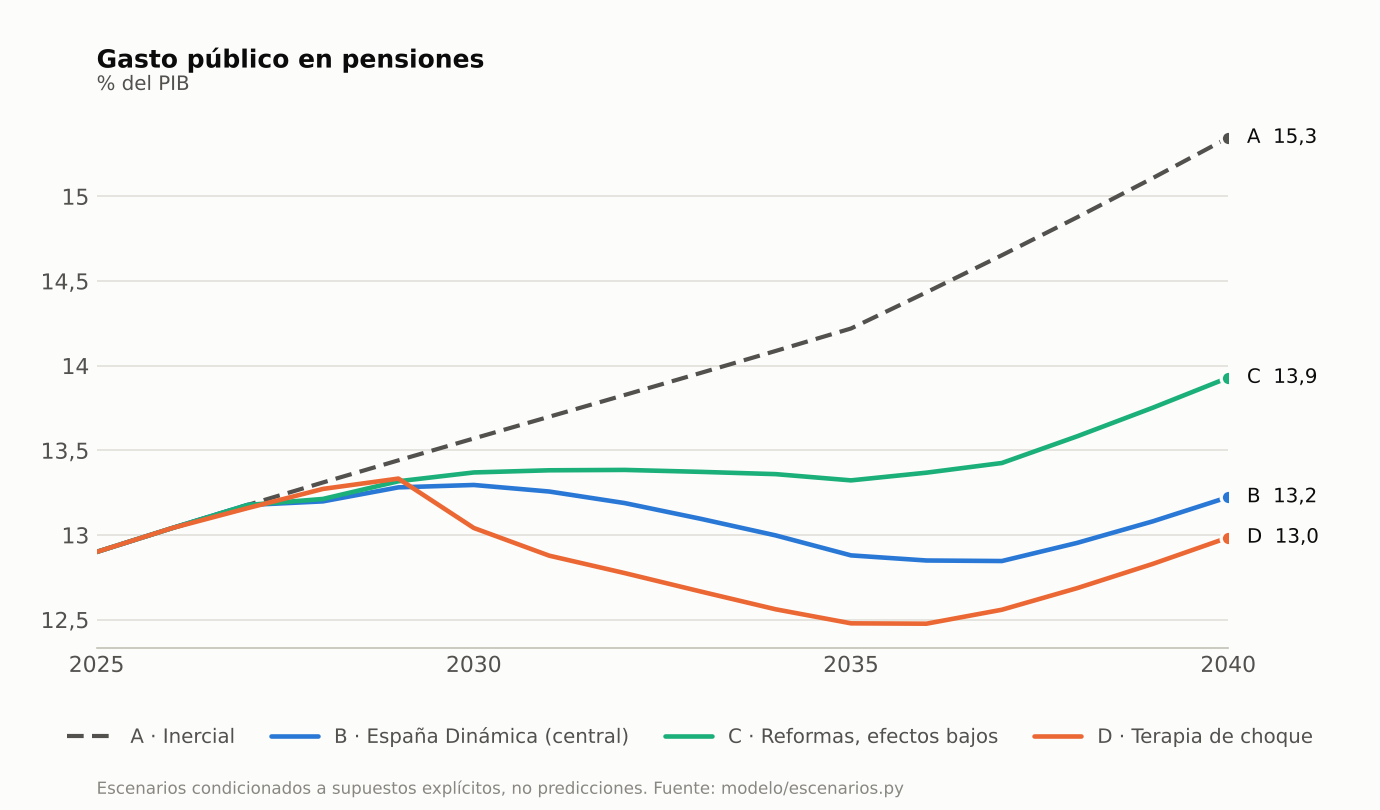 Gasto público en pensiones
% del PIB
A 15,3
15
14,5
14
C 13,9
13,5
B 13,2
13
D 13,0
12,5
2025 2030 2035 2040
A · Inercial B · España Dinámica (central) C · Reformas, efectos bajos D · Terapia de choque
Escenarios condicionados a supuestos explícitos, no predicciones. Fuente: modelo/escenarios.py